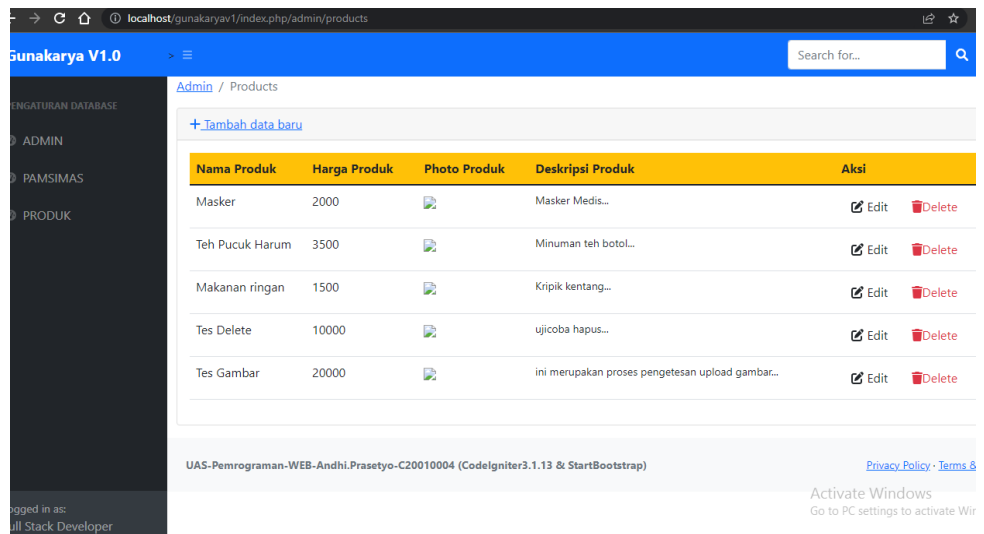 localhost/gunakaryav1/index.php/admin/products
Gunakarya V1.0
Search for...
Admin / Products
PENGATURAN DATABASE
+ Tambah data baru
ADMIN
Nama Produk Harga Produk Photo Produk Deskripsi Produk Aksi
PAMSIMAS
Masker 2000 Masker Medis... Edit Delete
PRODUK
Teh Pucuk Harum 3500 Minuman teh botol... Edit Delete
Makanan ringan 1500 Kripik kentang... Edit Delete
Tes Delete 10000 ujicoba hapus... Edit Delete
Tes Gambar 20000 ini merupakan proses pengetesan upload gambar... Edit Delete
UAS-Pemrograman-WEB-Andhi.Prasetyo-C20010004 (CodeIgniter3.1.13 & StartBootstrap)
Privacy Policy · Terms &
Activate Windows
Go to PC settings to activate Win
ogged in as:
ull Stack Developer